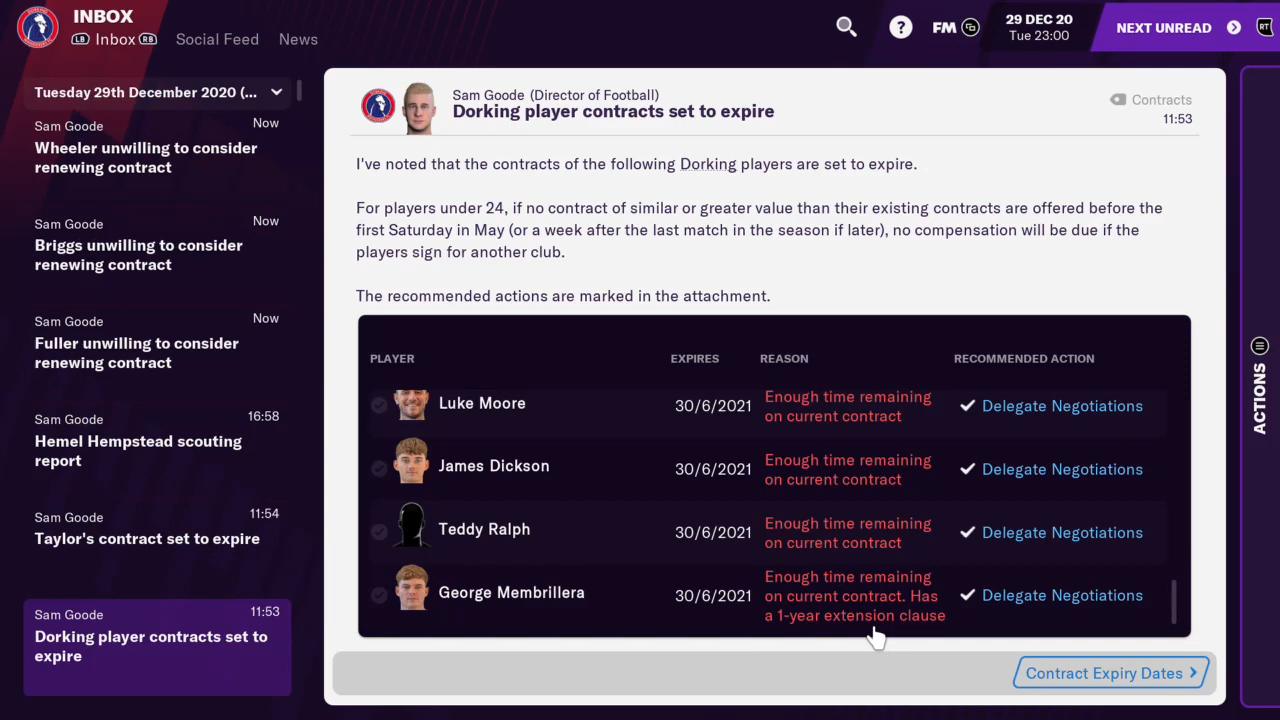 INBOX
LB Inbox RB Social Feed News
FM
29 DEC 20
Tue 23:00
NEXT UNREAD
RT
Tuesday 29th December 2020 (...
Sam Goode
Now
Wheeler unwilling to consider
renewing contract
Sam Goode
Now
Briggs unwilling to consider
renewing contract
Sam Goode
Now
Fuller unwilling to consider
renewing contract
Sam Goode
16:58
Hemel Hempstead scouting
report
Sam Goode
11:54
Taylor's contract set to expire
Sam Goode
11:53
Dorking player contracts set to
expire
Sam Goode (Director of Football)
Dorking player contracts set to expire
Contracts
11:53
I've noted that the contracts of the following Dorking players are set to expire.
For players under 24, if no contract of similar or greater value than their existing contracts are offered before the
first Saturday in May (or a week after the last match in the season if later), no compensation will be due if the
players sign for another club.
The recommended actions are marked in the attachment.
PLAYER EXPIRES REASON RECOMMENDED ACTION
Luke Moore
30/6/2021
Enough time remaining
on current contract
Delegate Negotiations
James Dickson
30/6/2021
Enough time remaining
on current contract
Delegate Negotiations
Teddy Ralph
30/6/2021
Enough time remaining
on current contract
Delegate Negotiations
George Membrillera
30/6/2021
Enough time remaining
on current contract. Has
a 1-year extension clause
Delegate Negotiations
Contract Expiry Dates
ACTIONS